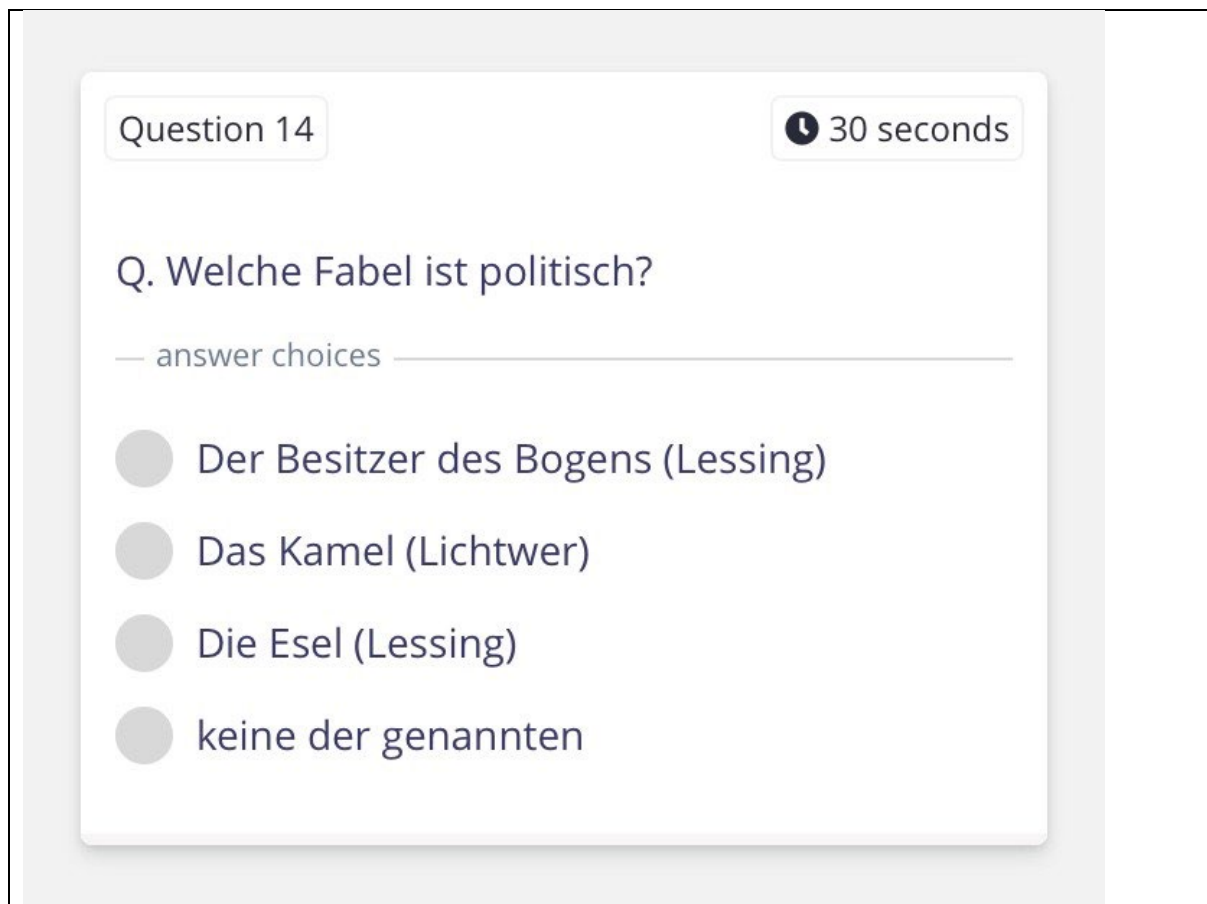 Question 14
30 seconds
Q. Welche Fabel ist politisch?
answer choices
Der Besitzer des Bogens (Lessing)
Das Kamel (Lichtwer)
Die Esel (Lessing)
keine der genannten